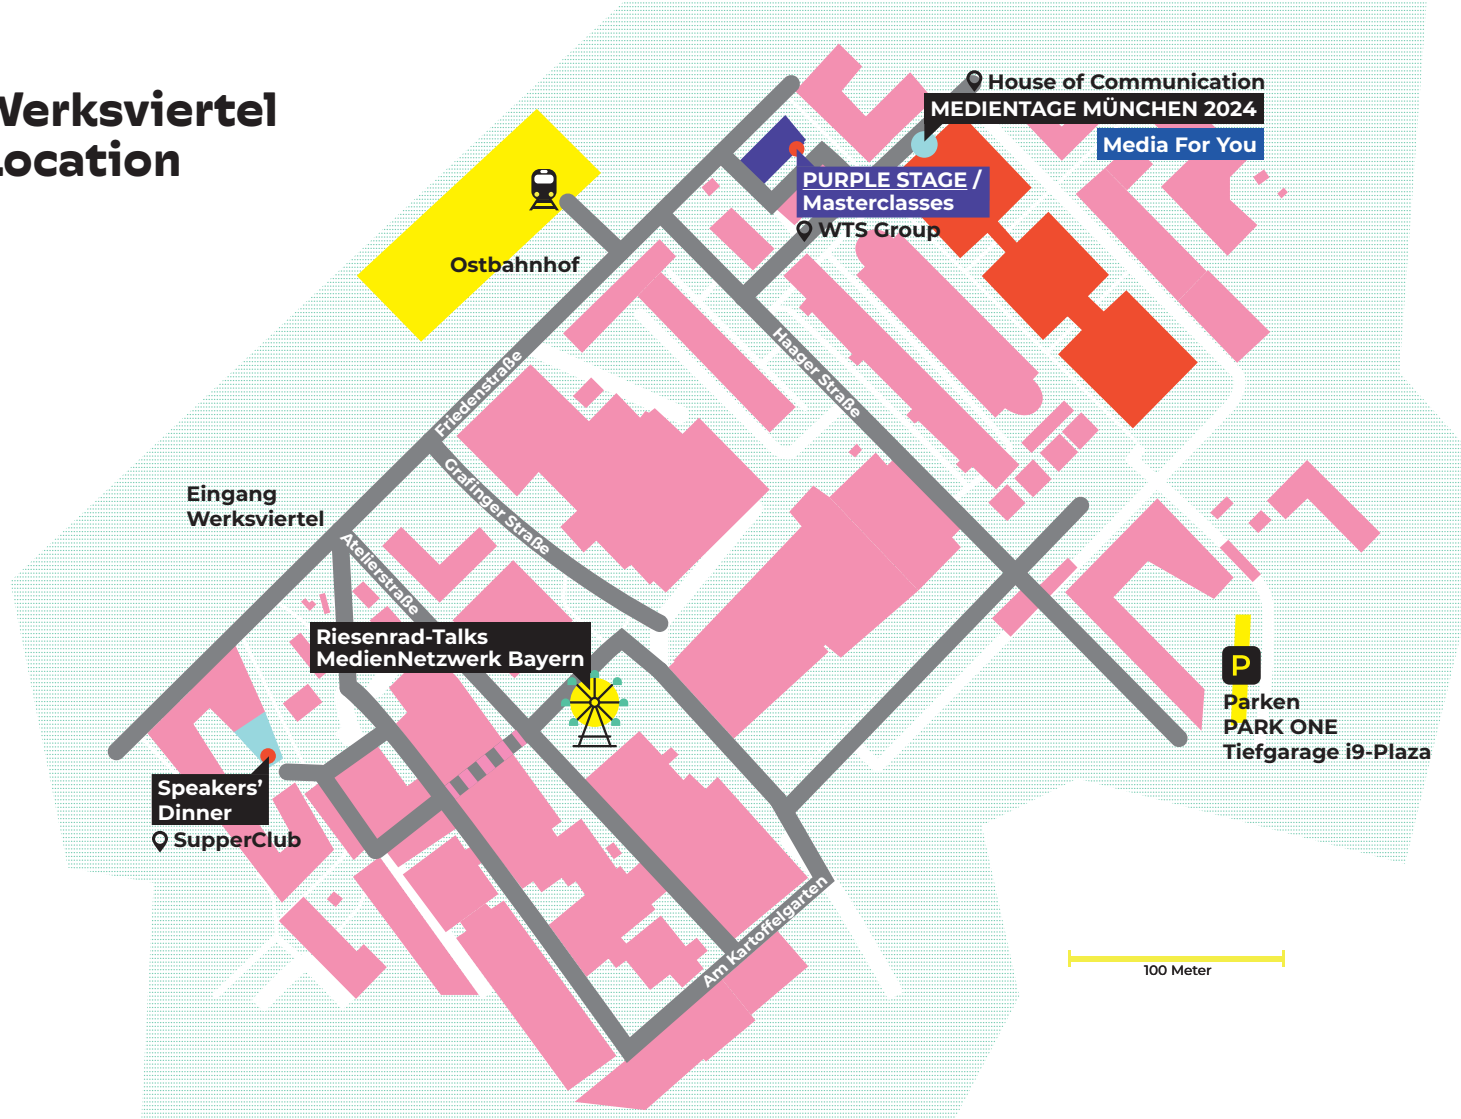 Werksviertel
Location
House of Communication
MEDIENTAGE MÜNCHEN 2024
Media For You
PURPLE STAGE /
Masterclasses
WTS Group
Ostbahnhof
Friedenstraße
Haager Straße
Grafinger Straße
Eingang
Werksviertel
Atelierstraße
Riesenrad-Talks
MedienNetzwerk Bayern
P
Parken
PARK ONE
Tiefgarage i9-Plaza
Speakers’
Dinner
SupperClub
Am Kartoffelgarten
100 Meter